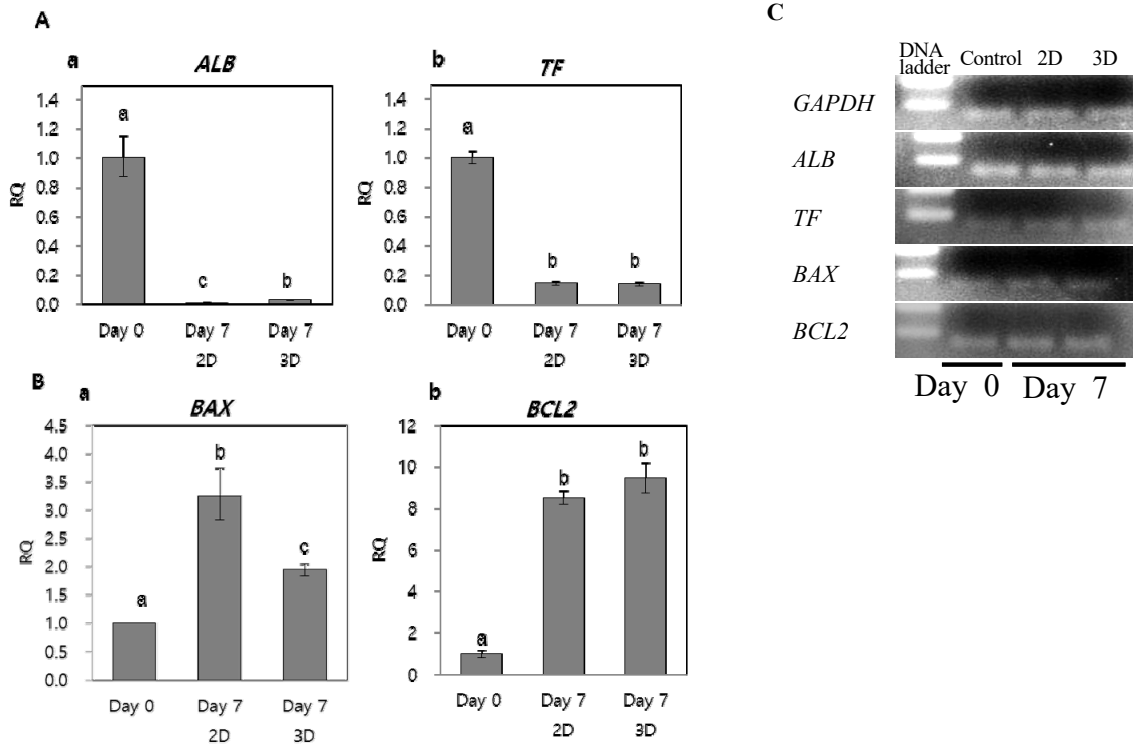 A
a
ALB
RQ
1.4
1.2
1.0
0.8
0.6
0.4
0.2
0.0
a
c
b
Day 0
Day 7
2D
Day 7
3D
b
TF
RQ
1.4
1.2
1.0
0.8
0.6
0.4
0.2
0.0
a
b
b
Day 0
Day 7
2D
Day 7
3D
B
a
BAX
RQ
4.5
4.0
3.5
3.0
2.5
2.0
1.5
1.0
0.5
0.0
a
b
c
Day 0
Day 7
2D
Day 7
3D
b
BCL2
RQ
12
10
8
6
4
2
0
a
b
b
Day 0
Day 7
2D
Day 7
3D
C
DNA
ladder
Control
2D
3D
GAPDH
ALB
TF
BAX
BCL2
Day 0
Day 7